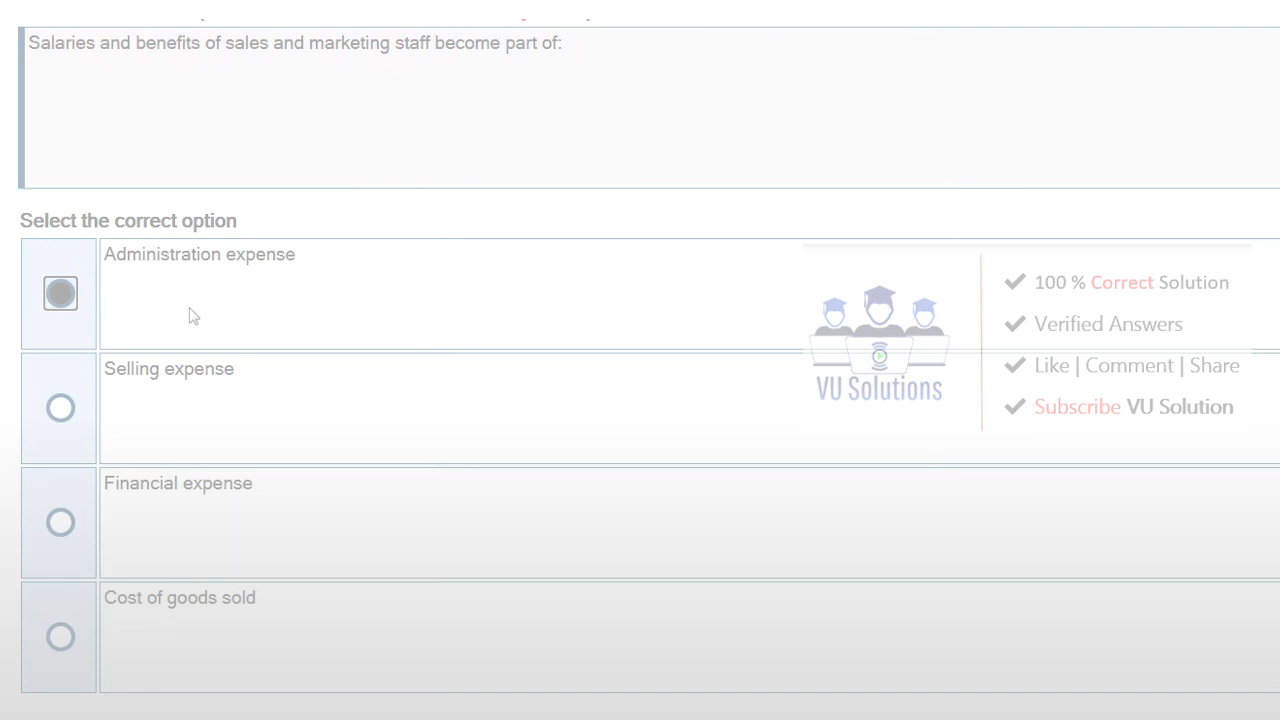 Salaries and benefits of sales and marketing staff become part of:
Select the correct option
Administration expense
Selling expense
Financial expense
Cost of goods sold
VU Solutions
100 % Correct Solution
Verified Answers
Like | Comment | Share
Subscribe VU Solution